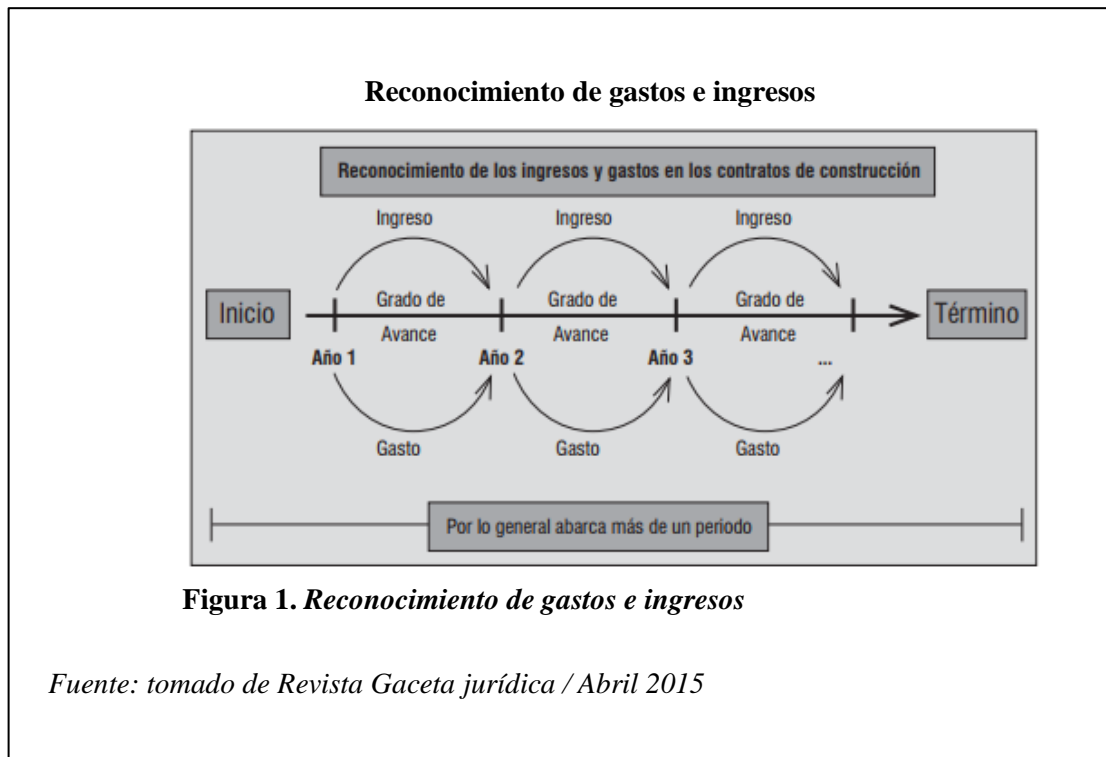 Reconocimiento de gastos e ingresos
Reconocimiento de los ingresos y gastos en los contratos de construcción
Ingreso
Ingreso
Ingreso
Inicio
Grado de
Avance
Grado de
Avance
Grado de
Avance
Término
Año 1
Año 2
Año 3
...
Gasto
Gasto
Gasto
Por lo general abarca más de un periodo
Figura 1. Reconocimiento de gastos e ingresos
Fuente: tomado de Revista Gaceta jurídica / Abril 2015